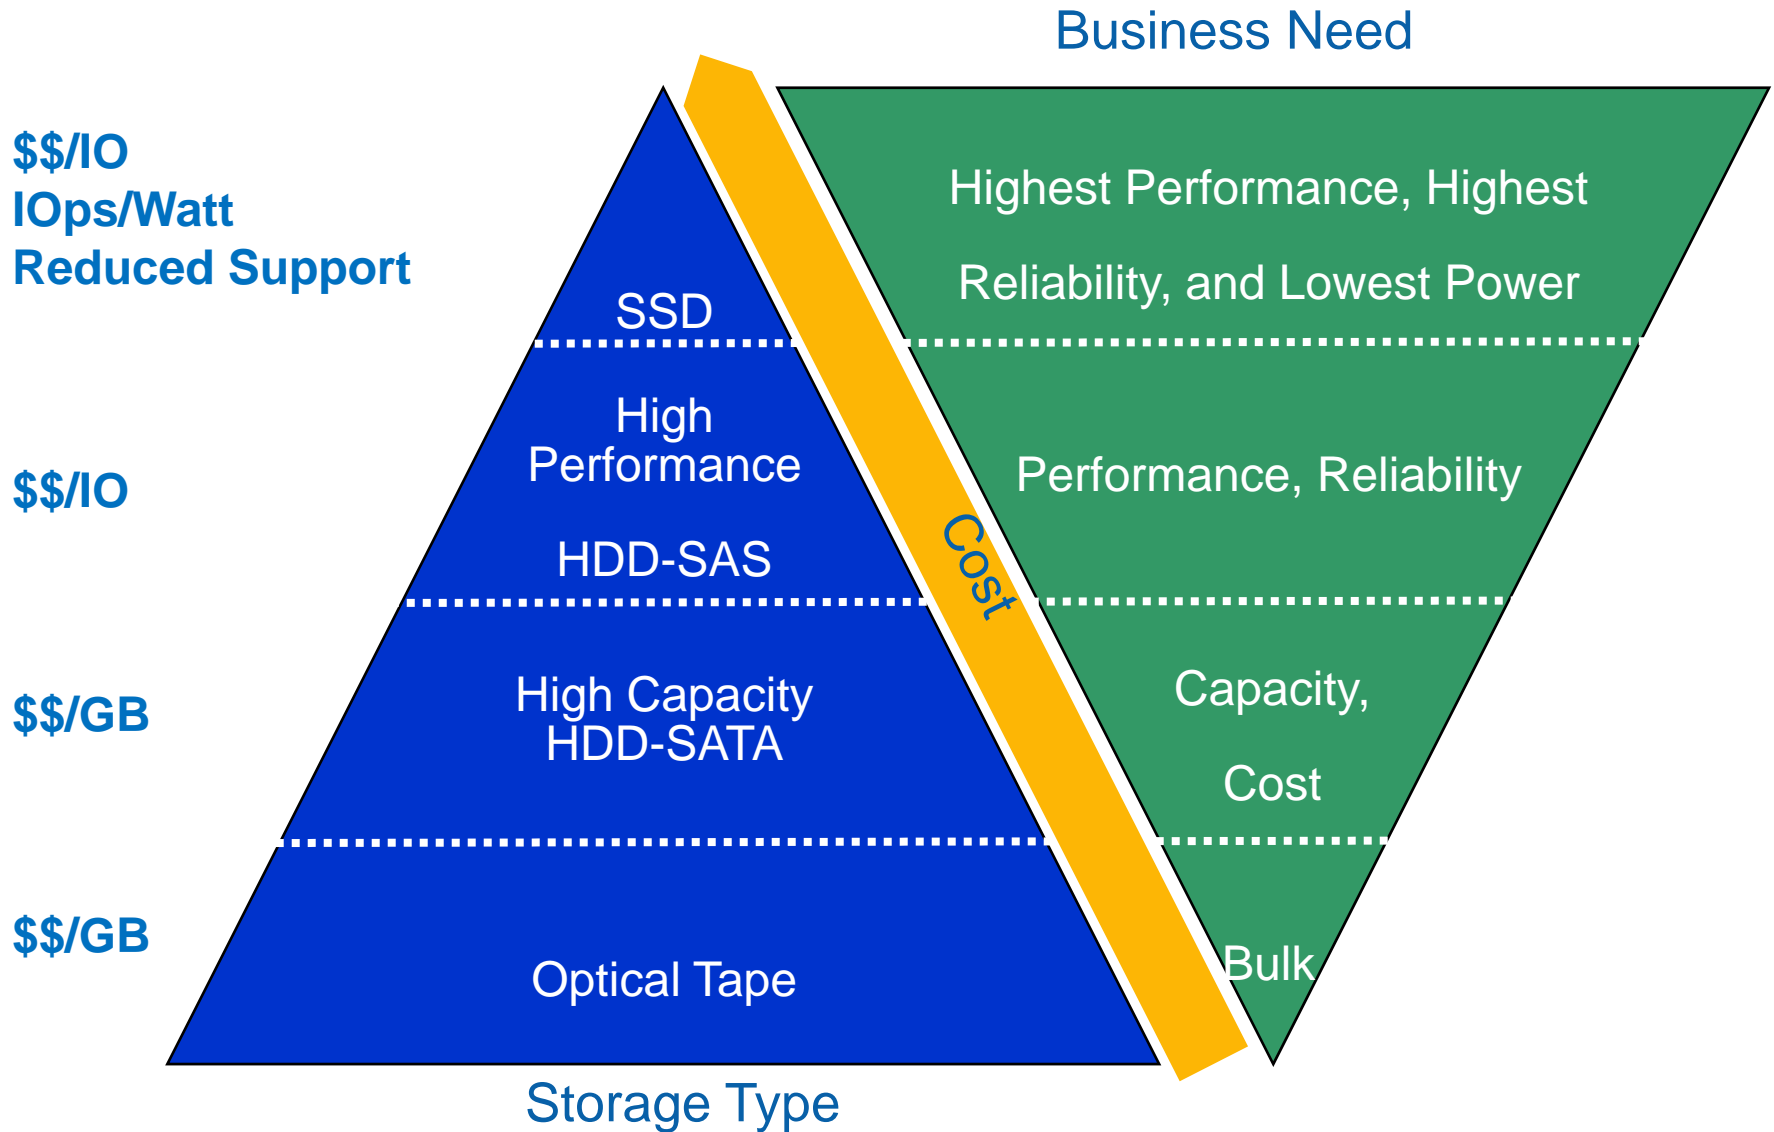 Business Need
$$/IO
IOps/Watt
Reduced Support
SSD
Highest Performance, Highest
Reliability, and Lowest Power
$$/IO
High
Performance
HDD-SAS
Cost
Performance, Reliability
$$/GB
High Capacity
HDD-SATA
Capacity,
Cost
$$/GB
Optical Tape
Bulk
Storage Type